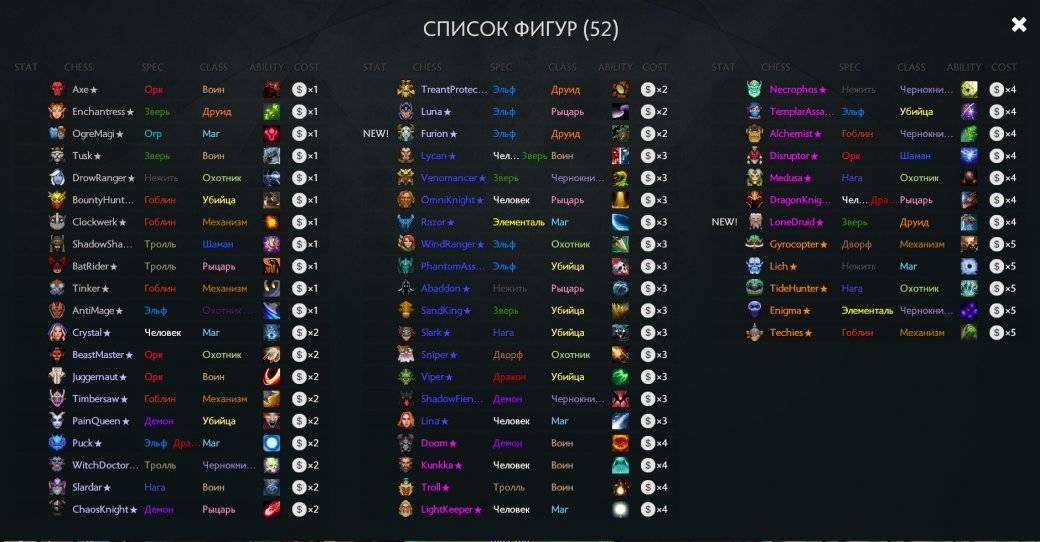 СПИСОК ФИГУР (52)
STAT CHESS SPEC CLASS ABILITY COST
Axe★ Орк Воин $×1
Enchantress★ Зверь Друид $×1
OgreMagi★ Огр Маг $×1
Tusk★ Зверь Воин $×1
DrowRanger★ Нежить Охотник $×1
BountyHunt... Гоблин Убийца $×1
Clockwerk★ Гоблин Механизм $×1
ShadowSha... Тролль Шаман $×1
BatRider★ Тролль Рыцарь $×1
Tinker★ Гоблин Механизм $×1
AntiMage★ Эльф Охотник... $×1
Crystal★ Человек Маг $×2
BeastMaster★ Орк Охотник $×2
Juggernaut★ Орк Воин $×2
Timbersaw★ Гоблин Механизм $×2
PainQueen★ Демон Убийца $×2
Puck★ Эльф Дра... Маг $×2
WitchDoctor... Тролль Чернокни... $×2
Slardar★ Нага Воин $×2
ChaosKnight★ Демон Рыцарь $×2
STAT CHESS SPEC CLASS ABILITY COST
TreantProtec... Эльф Друид $×2
Luna★ Эльф Рыцарь $×2
NEW! Furion★ Эльф Друид $×2
Lycan★ Чел... Зверь Воин $×3
Venomancer★ Зверь Чернокни... $×3
OmniKnight★ Человек Рыцарь $×3
Razor★ Элементаль Маг $×3
WindRanger★ Эльф Охотник $×3
PhantomAss... Эльф Убийца $×3
Abaddon★ Нежить Рыцарь $×3
SandKing★ Зверь Убийца $×3
Slark★ Нага Убийца $×3
Sniper★ Дворф Охотник $×3
Viper★ Дракон Убийца $×3
ShadowFien... Демон Чернокни... $×3
Lina★ Человек Маг $×3
Doom★ Демон Воин $×4
Kunkka★ Человек Воин $×4
Troll★ Тролль Воин $×4
LightKeeper★ Человек Маг $×4
STAT CHESS SPEC CLASS ABILITY COST
Necrophos★ Нежить Чернокни... $×4
TemplarAssa... Эльф Убийца $×4
Alchemist★ Гоблин Чернокни... $×4
Disruptor★ Орк Шаман $×4
Medusa★ Нага Охотник $×4
DragonKnig... Чел... Дра... Рыцарь $×4
NEW! LoneDruid★ Зверь Друид $×4
Gyrocopter★ Дворф Механизм $×5
Lich★ Нежить Маг $×5
TideHunter★ Нага Охотник $×5
Enigma★ Элементаль Чернокни... $×5
Techies★ Гоблин Механизм $×5